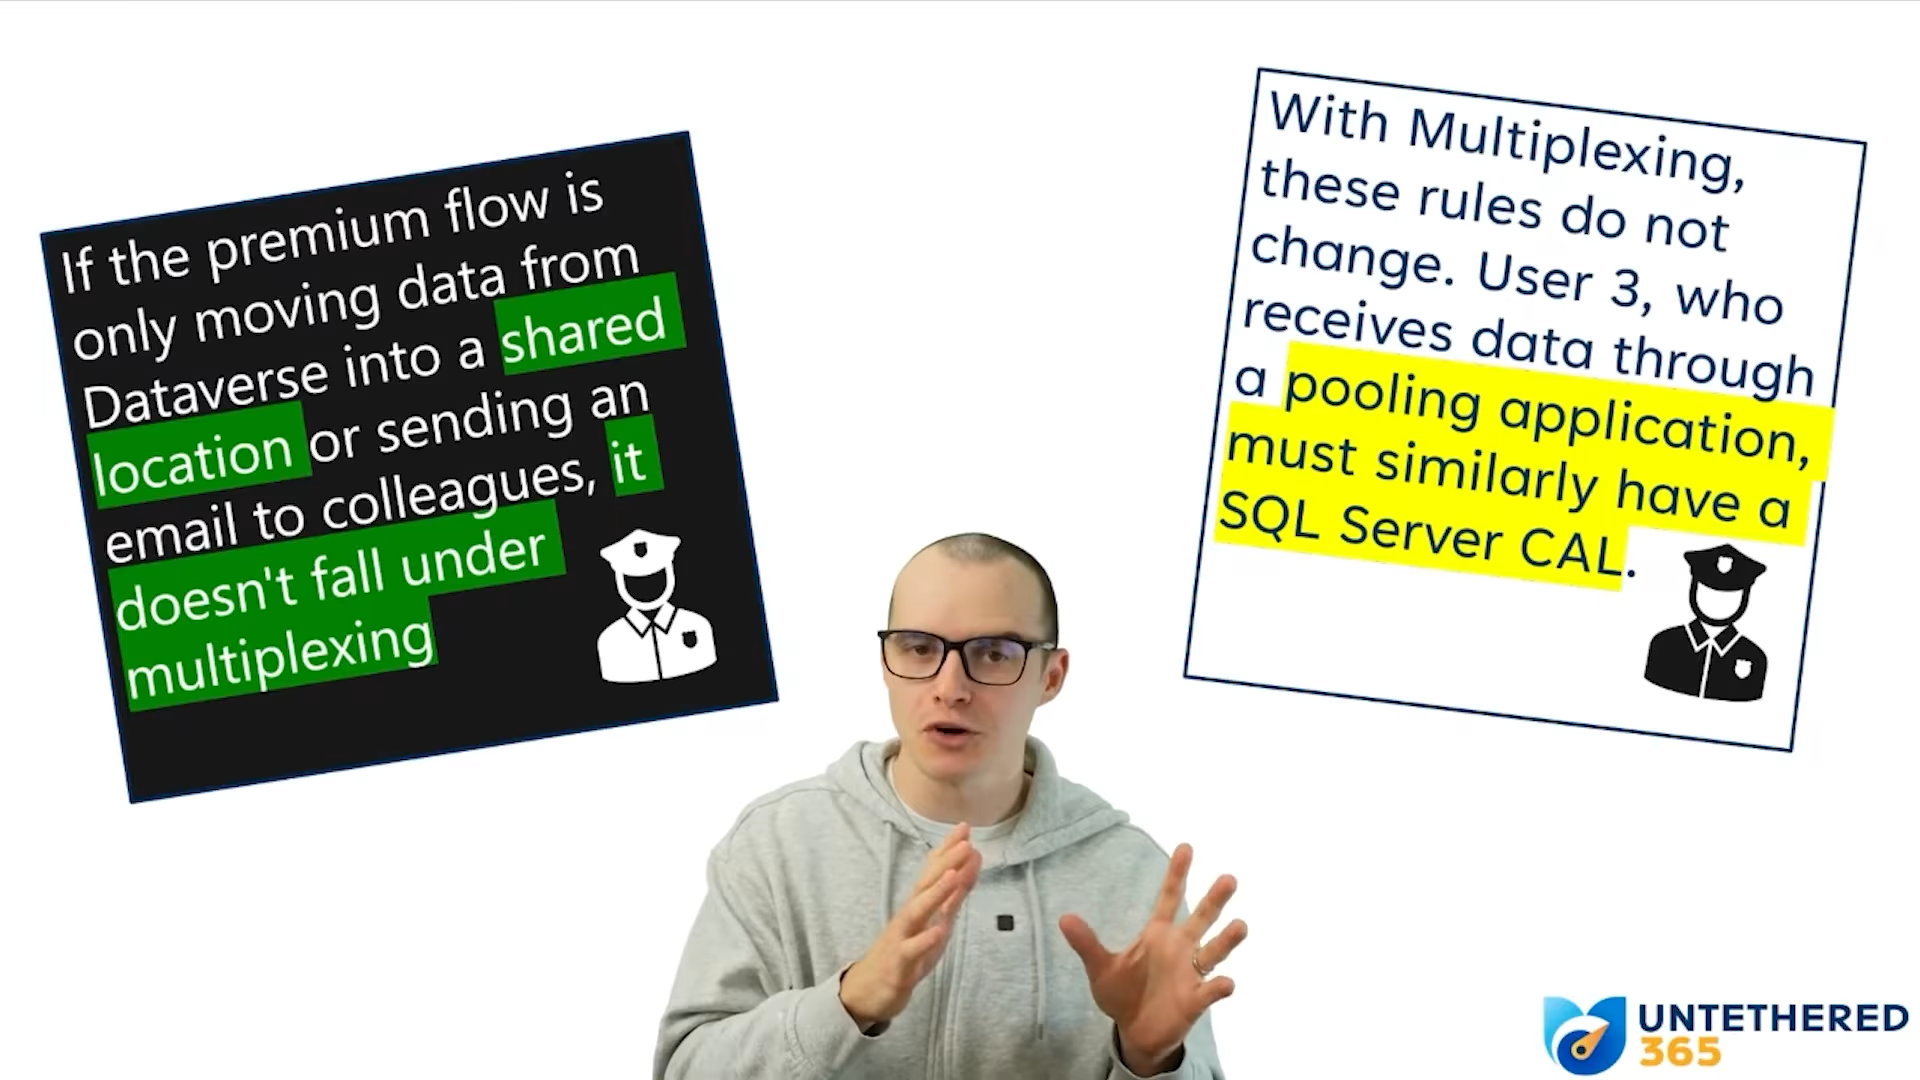 If the premium flow is
only moving data from
Dataverse into a shared
location or sending an
email to colleagues, it
doesn't fall under
multiplexing
With Multiplexing,
these rules do not
change. User 3, who
receives data through
a pooling application,
must similarly have a
SQL Server CAL.
UNTETHERED
365